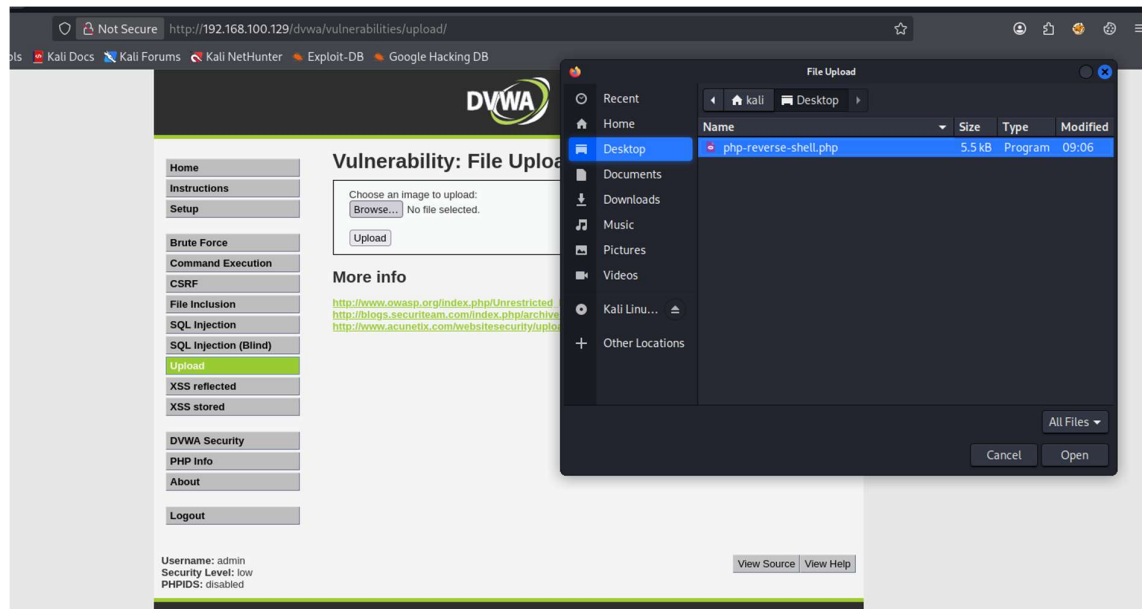 Not Secure http://192.168.100.129/dvwa/vulnerabilities/upload/
Kali Docs Kali Forums Kali NetHunter Exploit-DB Google Hacking DB
DVWA
Home
Instructions
Setup
Brute Force
Command Execution
CSRF
File Inclusion
SQL Injection
SQL Injection (Blind)
Upload
XSS reflected
XSS stored
DVWA Security
PHP Info
About
Logout
Username: admin
Security Level: low
PHPIDS: disabled
Vulnerability: File
Choose an image to upload:
Browse... No file selected.
Upload
More info
http://www.owasp.org/index.php/Unrestricted
http://blogs.securiteam.com/index.php/archive
http://www.acunetix.com/websitesecurity/uplo
View Source View Help
File Upload
Recent
Home
Desktop
Documents
Downloads
Music
Pictures
Videos
Kali Linu...
Other Locations
kali Desktop
Name Size Type Modified
php-reverse-shell.php 5.5 kB Program 09:06
All Files
Cancel Open